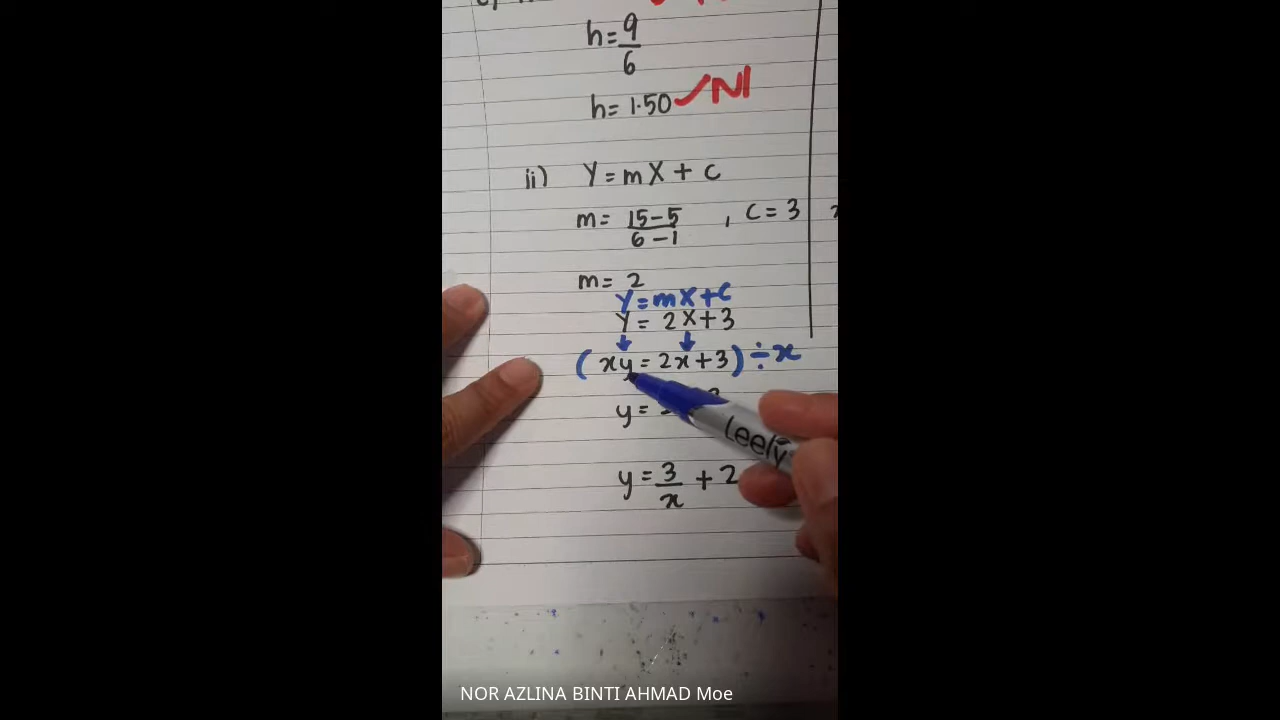 h = 9/6
h = 1.50 ✓ N1
ii) Y = mX + c
m = 15-5/6-1 , c = 3
m = 2
Y = mX + C
Y = 2X + 3
( xy = 2x + 3 ) ÷ x
y =
y = 3/x + 2
Leely
NOR AZLINA BINTI AHMAD Moe